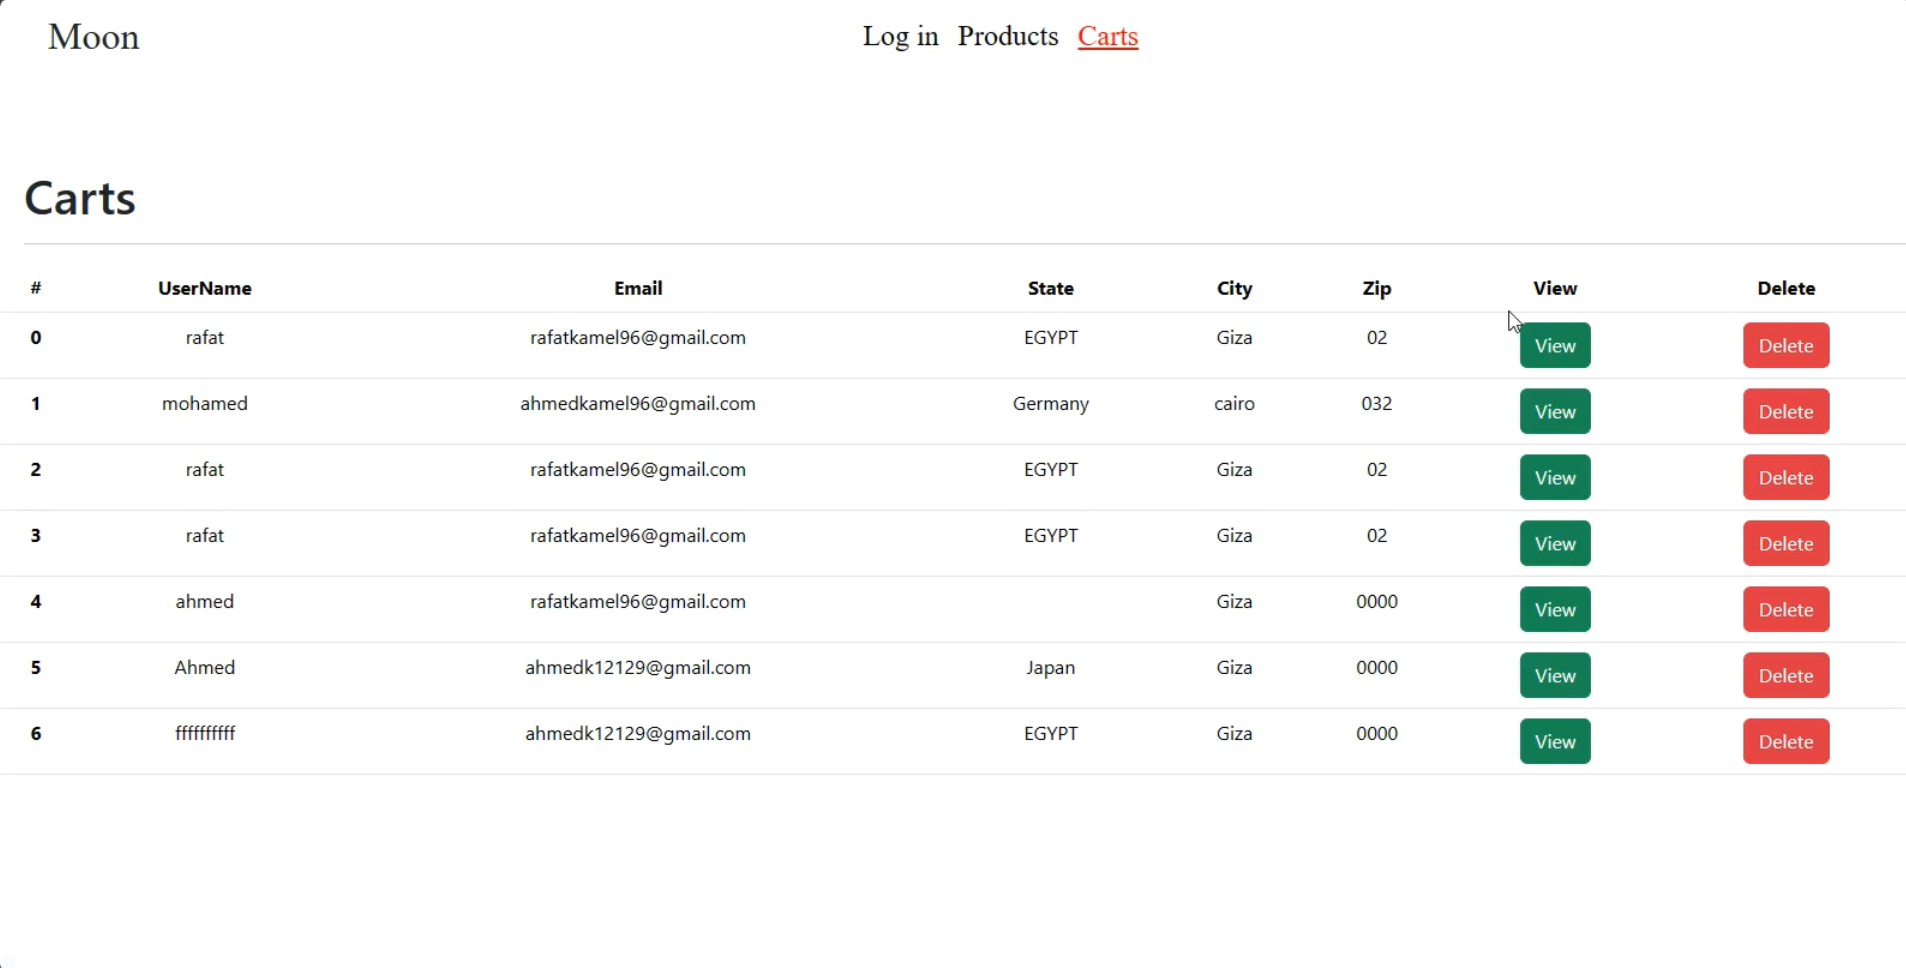 Moon Log in Products Carts
Carts
# UserName Email State City Zip View Delete
0 rafat rafatkamel96@gmail.com EGYPT Giza 02 View Delete
1 mohamed ahmedkamel96@gmail.com Germany cairo 032 View Delete
2 rafat rafatkamel96@gmail.com EGYPT Giza 02 View Delete
3 rafat rafatkamel96@gmail.com EGYPT Giza 02 View Delete
4 ahmed rafatkamel96@gmail.com Giza 0000 View Delete
5 Ahmed ahmedk12129@gmail.com Japan Giza 0000 View Delete
6 ffffffffff ahmedk12129@gmail.com EGYPT Giza 0000 View Delete